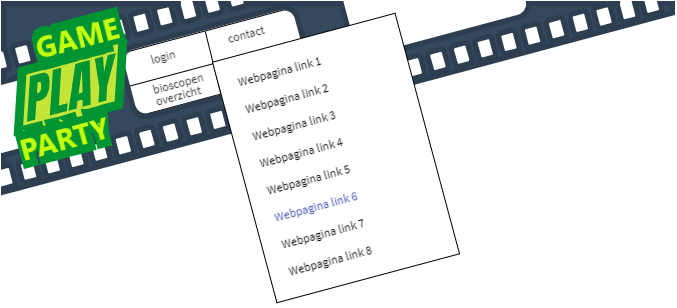 GAME
PLAY
PARTY
login
contact
bioscopen
overzicht
Webpagina link 1
Webpagina link 2
Webpagina link 3
Webpagina link 4
Webpagina link 5
Webpagina link 6
Webpagina link 7
Webpagina link 8